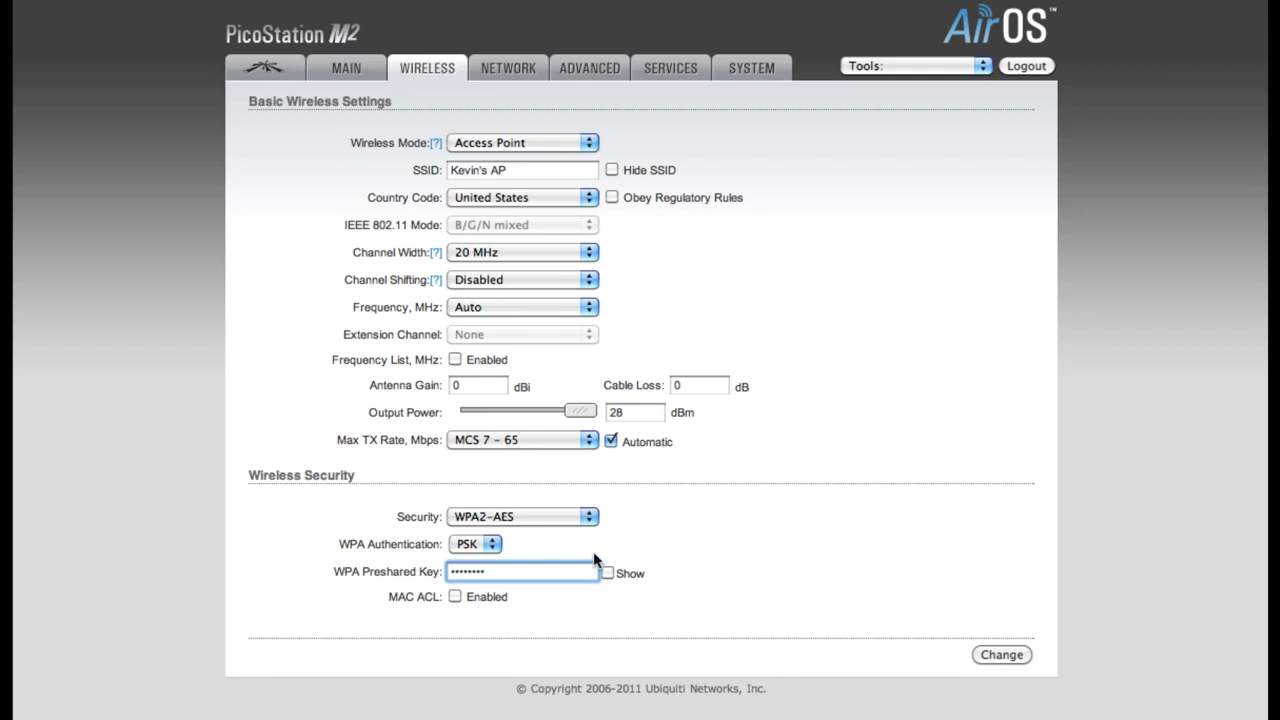 PicoStation M2
AirOS™
MAIN WIRELESS NETWORK ADVANCED SERVICES SYSTEM Tools: Logout
Basic Wireless Settings
Wireless Mode:[?] Access Point
SSID: Kevin's AP Hide SSID
Country Code: United States Obey Regulatory Rules
IEEE 802.11 Mode: B/G/N mixed
Channel Width:[?] 20 MHz
Channel Shifting:[?] Disabled
Frequency, MHz: Auto
Extension Channel: None
Frequency List, MHz: Enabled
Antenna Gain: 0 dBi Cable Loss: 0 dB
Output Power: 28 dBm
Max TX Rate, Mbps: MCS 7 - 65 Automatic
Wireless Security
Security: WPA2-AES
WPA Authentication: PSK
WPA Preshared Key: •••••••• Show
MAC ACL: Enabled
Change
© Copyright 2006-2011 Ubiquiti Networks, Inc.